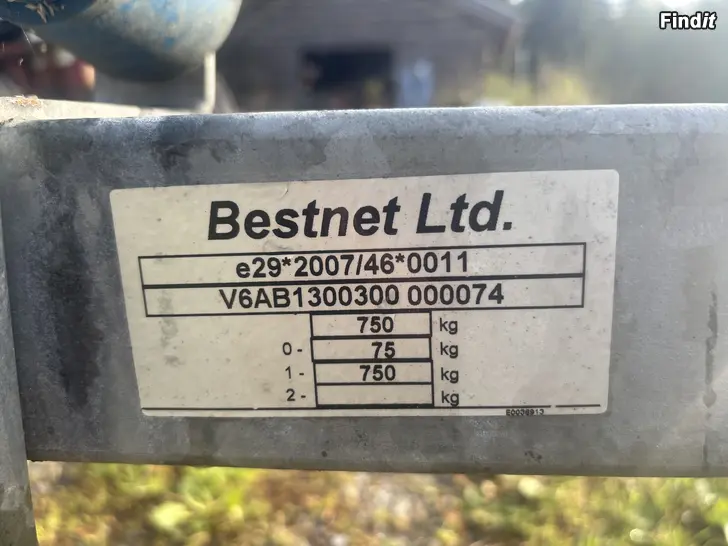 Findit
Bestnet Ltd.
e29*2007/46*0011
V6AB1300300 000074
750 kg
0- 75 kg
1- 750 kg
2- kg
E0036913